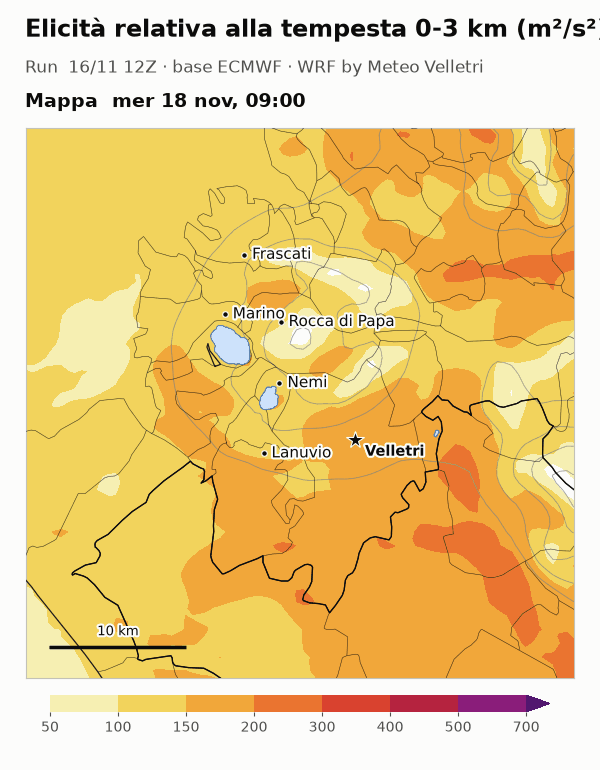 Elicità relativa alla tempesta 0-3 km (m²/s²)
Run  16/11 12Z · base ECMWF · WRF by Meteo Velletri
Mappa  mer 18 nov, 09:00
Frascati
Marino
Rocca di Papa
Nemi
Velletri
Lanuvio
10 km
50 100 150 200 300 400 500 700